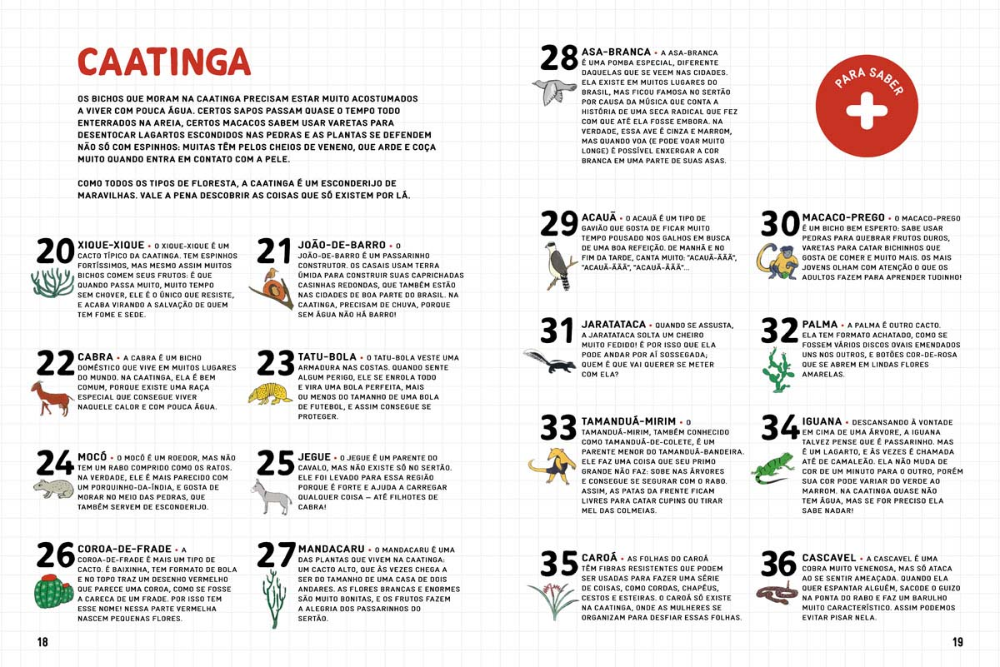 CAATINGA
OS BICHOS QUE MORAM NA CAATINGA PRECISAM ESTAR MUITO ACOSTUMADOS
A VIVER COM POUCA ÁGUA. CERTOS SAPOS PASSAM QUASE O TEMPO TODO
ENTERRADOS NA AREIA, CERTOS MACACOS SABEM USAR VARETAS PARA
DESENTOCAR LAGARTOS ESCONDIDOS NAS PEDRAS E AS PLANTAS SE DEFENDEM
NÃO SÓ COM ESPINHOS: MUITAS TÊM PELOS CHEIOS DE VENENO, QUE ARDE E COÇA
MUITO QUANDO ENTRA EM CONTATO COM A PELE.
COMO TODOS OS TIPOS DE FLORESTA, A CAATINGA É UM ESCONDERIJO DE
MARAVILHAS. VALE A PENA DESCOBRIR AS COISAS QUE SÓ EXISTEM POR LÁ.
20 XIQUE-XIQUE • O XIQUE-XIQUE É UM
CACTO TÍPICO DA CAATINGA. TEM ESPINHOS
FORTÍSSIMOS, MAS MESMO ASSIM MUITOS
BICHOS COMEM SEUS FRUTOS: É QUE
QUANDO PASSA MUITO, MUITO TEMPO
SEM CHOVER, ELE É O ÚNICO QUE RESISTE,
E ACABA VIRANDO A SALVAÇÃO DE QUEM
TEM FOME E SEDE.
21 JOÃO-DE-BARRO • O
JOÃO-DE-BARRO É UM PASSARINHO
CONSTRUTOR. OS CASAIS USAM TERRA
ÚMIDA PARA CONSTRUIR SUAS CAPRICHADAS
CASINHAS REDONDAS, QUE TAMBÉM ESTÃO
NAS CIDADES DE BOA PARTE DO BRASIL. NA
CAATINGA, PRECISAM DE CHUVA, PORQUE
SEM ÁGUA NÃO HÁ BARRO!
22 CABRA • A CABRA É UM BICHO
DOMÉSTICO QUE VIVE EM MUITOS LUGARES
DO MUNDO. NA CAATINGA, ELA É BEM
COMUM, PORQUE EXISTE UMA RAÇA
ESPECIAL QUE CONSEGUE VIVER
NAQUELE CALOR E COM POUCA ÁGUA.
23 TATU-BOLA • O TATU-BOLA VESTE UMA
ARMADURA NAS COSTAS. QUANDO SENTE
ALGUM PERIGO, ELE SE ENROLA TODO
E VIRA UMA BOLA PERFEITA, MAIS
OU MENOS DO TAMANHO DE UMA BOLA
DE FUTEBOL, E ASSIM CONSEGUE SE
PROTEGER.
24 MOCÓ • O MOCÓ É UM ROEDOR, MAS NÃO
TEM UM RABO COMPRIDO COMO OS RATOS.
NA VERDADE, ELE É MAIS PARECIDO COM
UM PORQUINHO-DA-ÍNDIA, E GOSTA DE
MORAR NO MEIO DAS PEDRAS, QUE
TAMBÉM SERVEM DE ESCONDERIJO.
25 JEGUE • O JEGUE É UM PARENTE DO
CAVALO, MAS NÃO EXISTE SÓ NO SERTÃO.
ELE FOI LEVADO PARA ESSA REGIÃO
PORQUE É FORTE E AJUDA A CARREGAR
QUALQUER COISA — ATÉ FILHOTES DE
CABRA!
26 COROA-DE-FRADE • A
COROA-DE-FRADE É MAIS UM TIPO DE
CACTO. É BAIXINHA, TEM FORMATO DE BOLA
E NO TOPO TRAZ UM DESENHO VERMELHO
QUE PARECE UMA COROA, COMO SE FOSSE
A CARECA DE UM FRADE. POR ISSO TEM
ESSE NOME! NESSA PARTE VERMELHA
NASCEM PEQUENAS FLORES.
27 MANDACARU • O MANDACARU É UMA
DAS PLANTAS QUE VIVEM NA CAATINGA:
UM CACTO ALTO, QUE ÀS VEZES CHEGA A
SER DO TAMANHO DE UMA CASA DE DOIS
ANDARES. AS FLORES BRANCAS E ENORMES
SÃO MUITO BONITAS, E OS FRUTOS FAZEM
A ALEGRIA DOS PASSARINHOS DO
SERTÃO.
18
28 ASA-BRANCA • A ASA-BRANCA
É UMA POMBA ESPECIAL, DIFERENTE
DAQUELAS QUE SE VEEM NAS CIDADES.
ELA EXISTE EM MUITOS LUGARES DO
BRASIL, MAS FICOU FAMOSA NO SERTÃO
POR CAUSA DA MÚSICA QUE CONTA A
HISTÓRIA DE UMA SECA RADICAL QUE FEZ
COM QUE ATÉ ELA FOSSE EMBORA. NA
VERDADE, ESSA AVE É CINZA E MARROM,
MAS QUANDO VOA (E PODE VOAR MUITO
LONGE) É POSSÍVEL ENXERGAR A COR
BRANCA EM UMA PARTE DE SUAS ASAS.
PARA SABER
29 ACAUÃ • O ACAUÃ É UM TIPO DE
GAVIÃO QUE GOSTA DE FICAR MUITO
TEMPO POUSADO NOS GALHOS EM BUSCA
DE UMA BOA REFEIÇÃO. DE MANHÃ E NO
FIM DA TARDE, CANTA MUITO: "ACAUÃ-ÃÃÃ",
"ACAUÃ-ÃÃÃ", "ACAUÃ-ÃÃÃ"...
30 MACACO-PREGO • O MACACO-PREGO
É UM BICHO BEM ESPERTO: SABE USAR
PEDRAS PARA QUEBRAR FRUTOS DUROS,
VARETAS PARA CATAR BICHINHOS QUE
GOSTA DE COMER E MUITO MAIS. OS MAIS
JOVENS OLHAM COM ATENÇÃO O QUE OS
ADULTOS FAZEM PARA APRENDER TUDINHO!
31 JARATATACA • QUANDO SE ASSUSTA,
A JARATATACA SOLTA UM CHEIRO
MUITO FEDIDO! É POR ISSO QUE ELA
PODE ANDAR POR AÍ SOSSEGADA;
QUEM É QUE VAI QUERER SE METER
COM ELA?
32 PALMA • A PALMA É OUTRO CACTO.
ELA TEM FORMATO ACHATADO, COMO SE
FOSSEM VÁRIOS DISCOS OVAIS EMENDADOS
UNS NOS OUTROS, E BOTÕES COR-DE-ROSA
QUE SE ABREM EM LINDAS FLORES
AMARELAS.
33 TAMANDUÁ-MIRIM • O
TAMANDUÁ-MIRIM, TAMBÉM CONHECIDO
COMO TAMANDUÁ-DE-COLETE, É UM
PARENTE MENOR DO TAMANDUÁ-BANDEIRA.
ELE FAZ UMA COISA QUE SEU PRIMO
GRANDE NÃO FAZ: SOBE NAS ÁRVORES
E CONSEGUE SE SEGURAR COM O RABO.
ASSIM, AS PATAS DA FRENTE FICAM
LIVRES PARA CATAR CUPINS OU TIRAR
MEL DAS COLMEIAS.
34 IGUANA • DESCANSANDO À VONTADE
EM CIMA DE UMA ÁRVORE, A IGUANA
TALVEZ PENSE QUE É PASSARINHO. MAS
É UM LAGARTO, E ÀS VEZES É CHAMADA
ATÉ DE CAMALEÃO. ELA NÃO MUDA DE
COR DE UM MINUTO PARA O OUTRO, PORÉM
SUA COR PODE VARIAR DO VERDE AO
MARROM. NA CAATINGA QUASE NÃO
TEM ÁGUA, MAS SE FOR PRECISO ELA
SABE NADAR!
35 CAROÁ • AS FOLHAS DO CAROÁ
TÊM FIBRAS RESISTENTES QUE PODEM
SER USADAS PARA FAZER UMA SÉRIE
DE COISAS, COMO CORDAS, CHAPÉUS,
CESTOS E ESTEIRAS. O CAROÁ SÓ EXISTE
NA CAATINGA, ONDE AS MULHERES SE
ORGANIZAM PARA DESFIAR ESSAS FOLHAS.
36 CASCAVEL • A CASCAVEL É UMA
COBRA MUITO VENENOSA, MAS SÓ ATACA
AO SE SENTIR AMEAÇADA. QUANDO ELA
QUER ESPANTAR ALGUÉM, SACODE O GUIZO
NA PONTA DO RABO E FAZ UM BARULHO
MUITO CARACTERÍSTICO. ASSIM PODEMOS
EVITAR PISAR NELA.
19